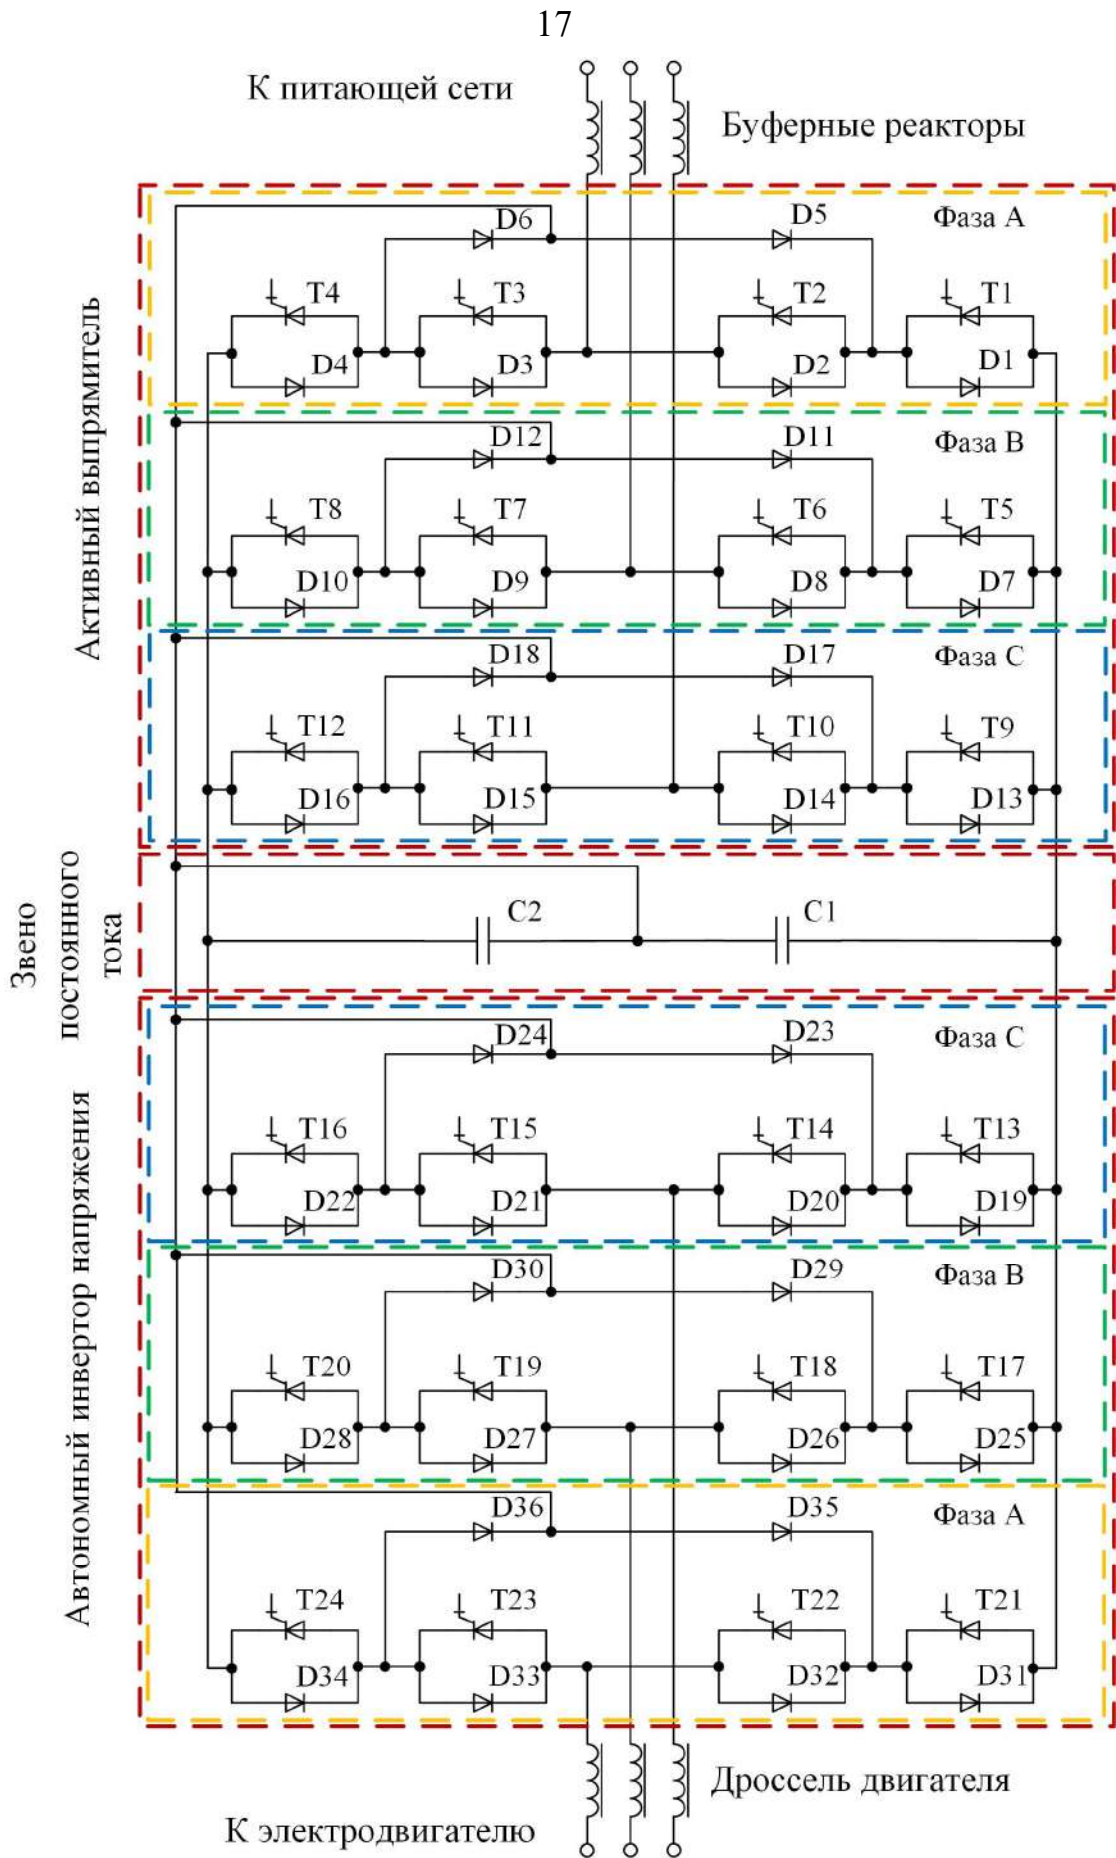 17
К питающей сети
Буферные реакторы
Активный выпрямитель
Фаза A
D6
D5
T4
T3
T2
T1
D4
D3
D2
D1
Фаза B
D12
D11
T8
T7
T6
T5
D10
D9
D8
D7
Фаза C
D18
D17
T12
T11
T10
T9
D16
D15
D14
D13
Звено
постоянного
тока
C2
C1
Автономный инвертор напряжения
Фаза C
D24
D23
T16
T15
T14
T13
D22
D21
D20
D19
Фаза B
D30
D29
T20
T19
T18
T17
D28
D27
D26
D25
Фаза A
D36
D35
T24
T23
T22
T21
D34
D33
D32
D31
Дроссель двигателя
К электродвигателю